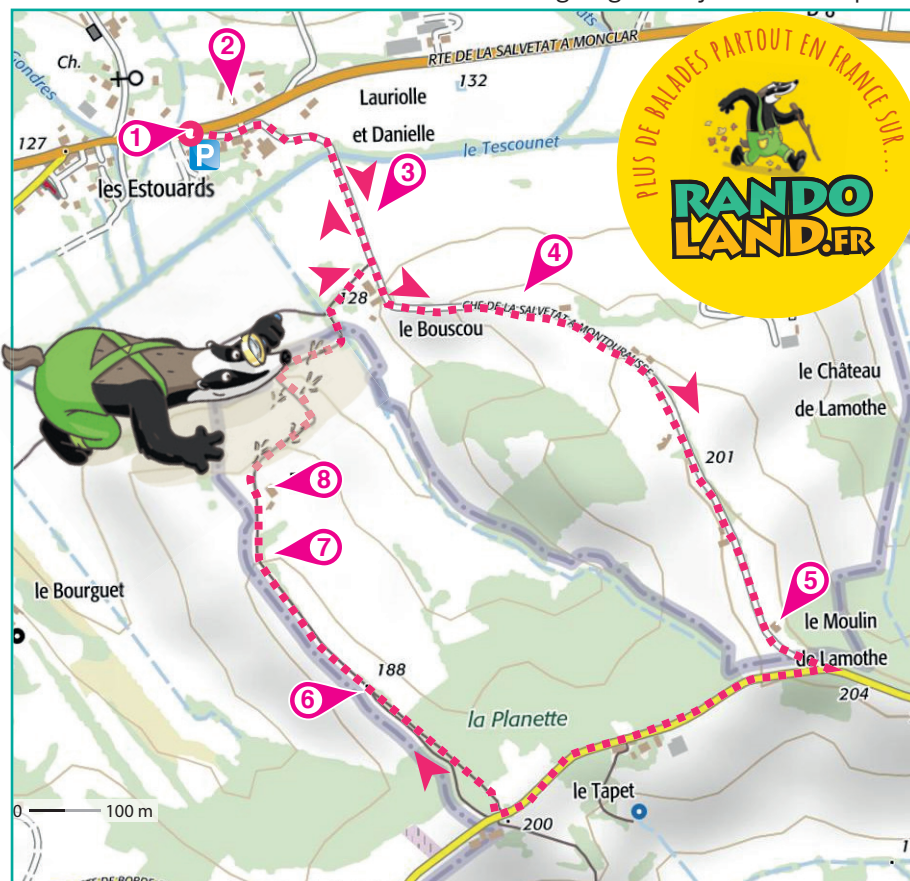 2
RTE DE LA SALVETAT A MONCLAR
Ch.
132
Lauriolle
et Danielle
1
P
127
le Tescounet
les Estouards
3
PLUS DE BALADES PARTOUT EN FRANCE SUR...
RANDO
LAND.FR
4
128
CHE DE LA SALVETAT A MONTDURAUSSE
le Bouscou
le Château
de Lamothe
201
8
7
5
le Bourguet
le Moulin
de Lamothe
188
6
204
la Planette
le Tapet
0 100 m
200